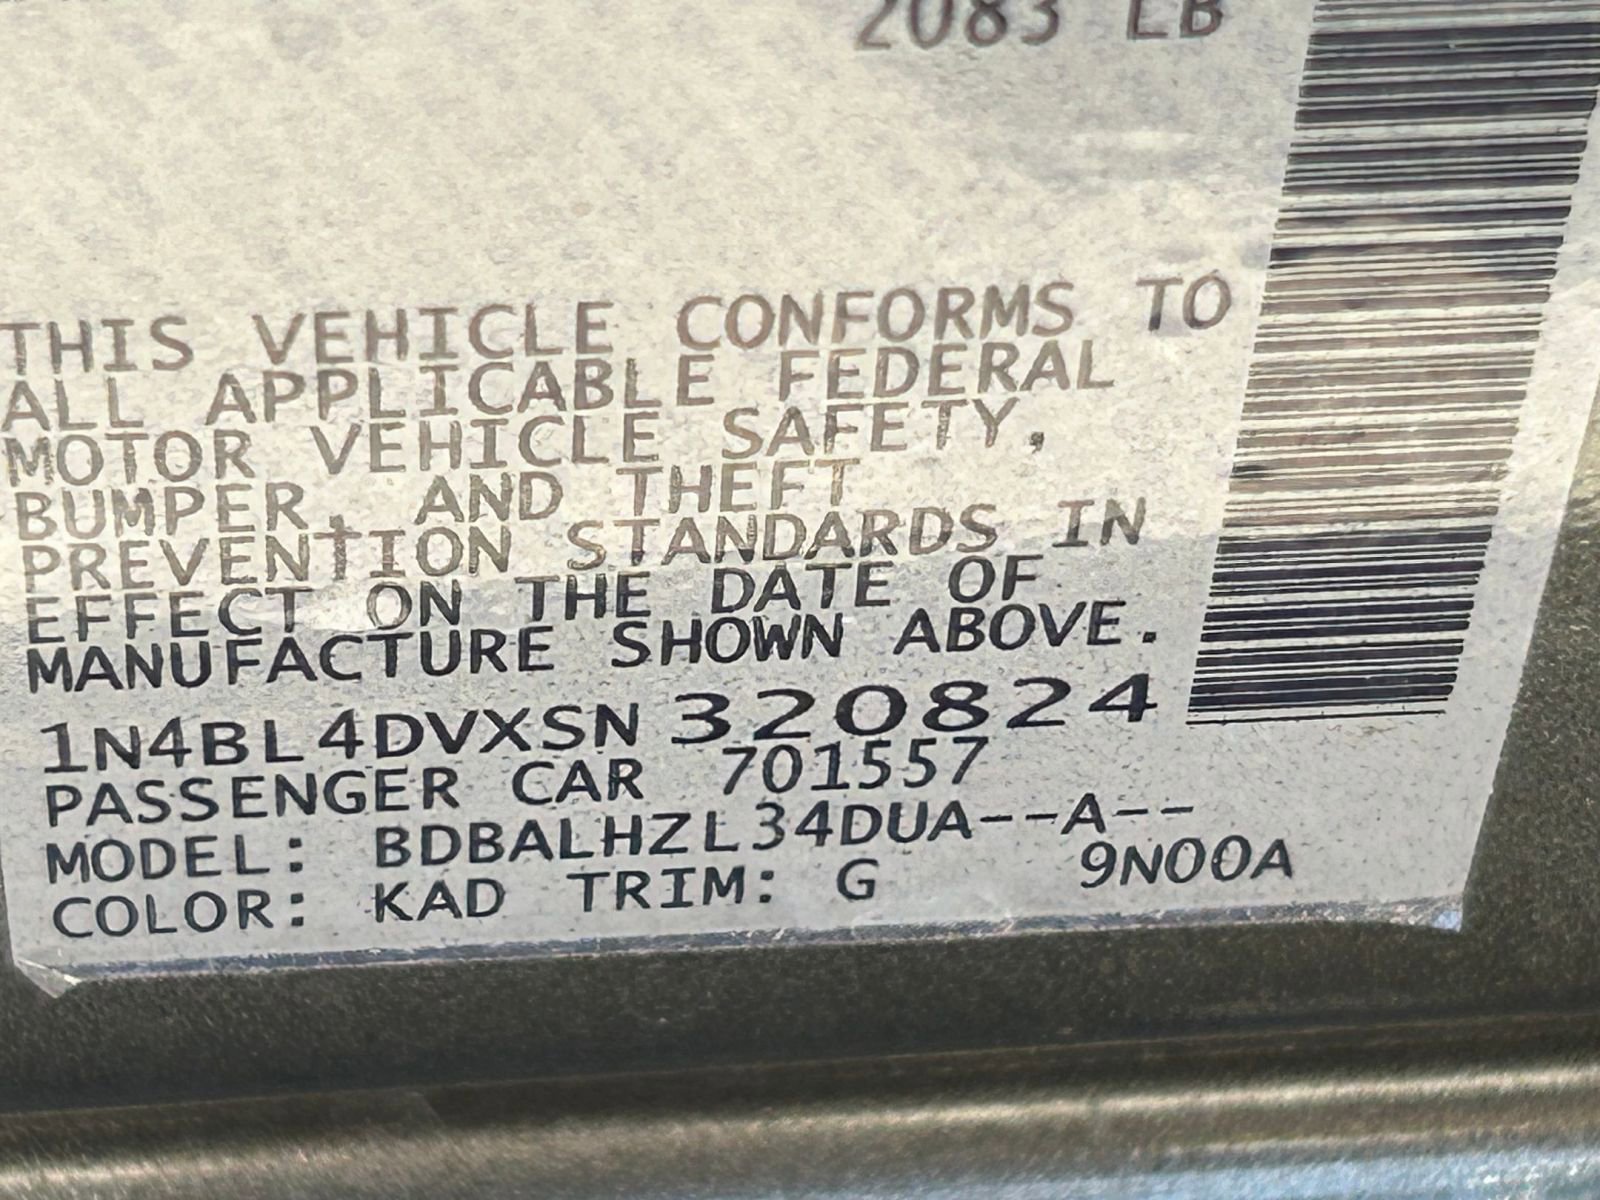 2083 LB
THIS VEHICLE CONFORMS TO
ALL APPLICABLE FEDERAL
MOTOR VEHICLE SAFETY,
BUMPER, AND THEFT
PREVENTION STANDARDS IN
EFFECT ON THE DATE OF
MANUFACTURE SHOWN ABOVE.
1N4BL4DVXSN320824
PASSENGER CAR 701557
MODEL: BDBALHZL34DUA--A--
COLOR: KAD TRIM: G 9N00A